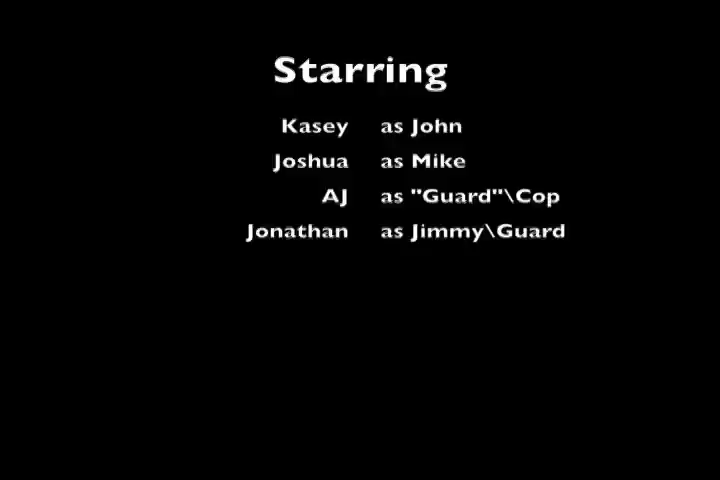 Starring
Kasey as John
Joshua as Mike
AJ as "Guard"\Cop
Jonathan as Jimmy\Guard